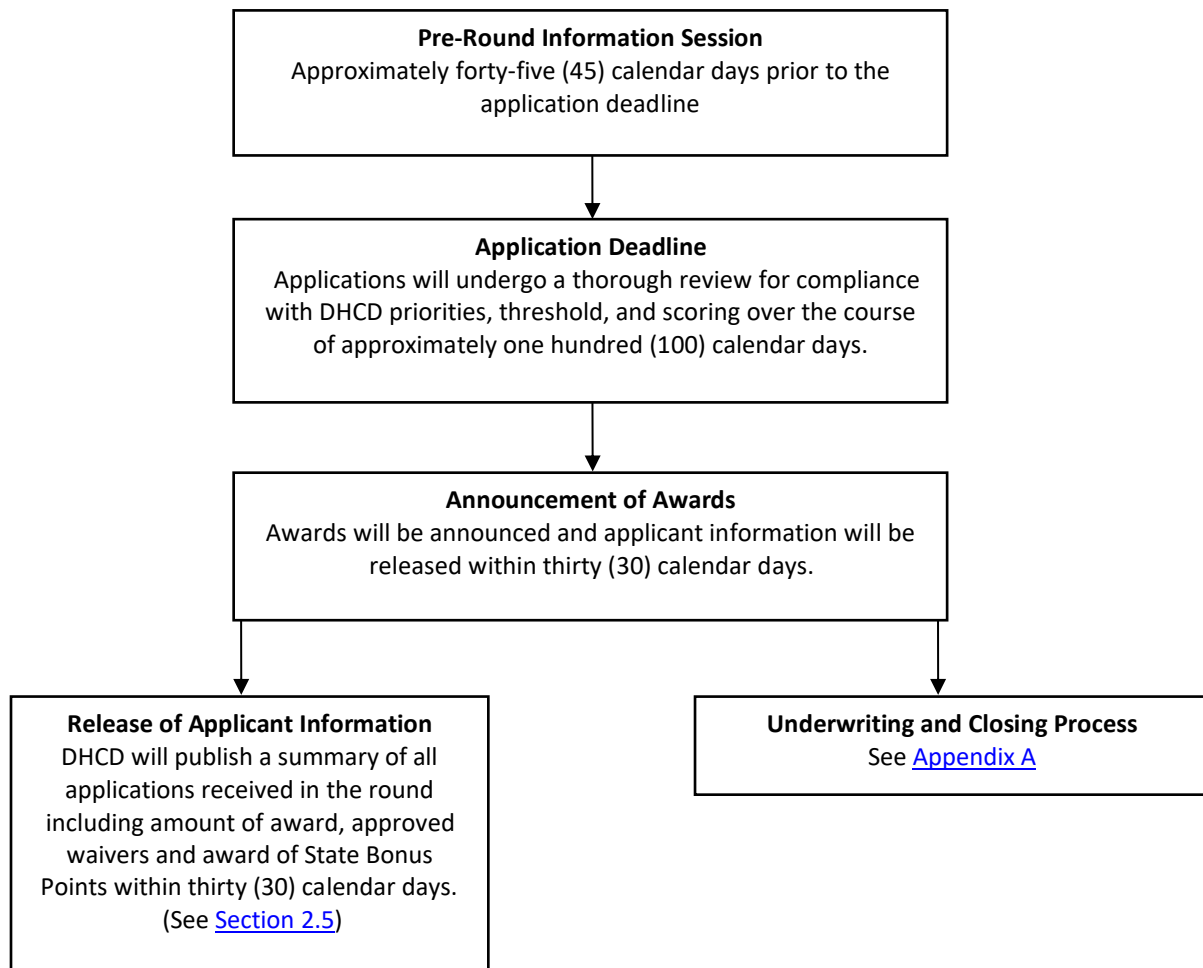 Pre-Round Information Session
Approximately forty-five (45) calendar days prior to the
application deadline
Application Deadline
Applications will undergo a thorough review for compliance
with DHCD priorities, threshold, and scoring over the course
of approximately one hundred (100) calendar days.
Announcement of Awards
Awards will be announced and applicant information will be
released within thirty (30) calendar days.
Release of Applicant Information
DHCD will publish a summary of all
applications received in the round
including amount of award, approved
waivers and award of State Bonus
Points within thirty (30) calendar days.
(See Section 2.5)
Underwriting and Closing Process
See Appendix A